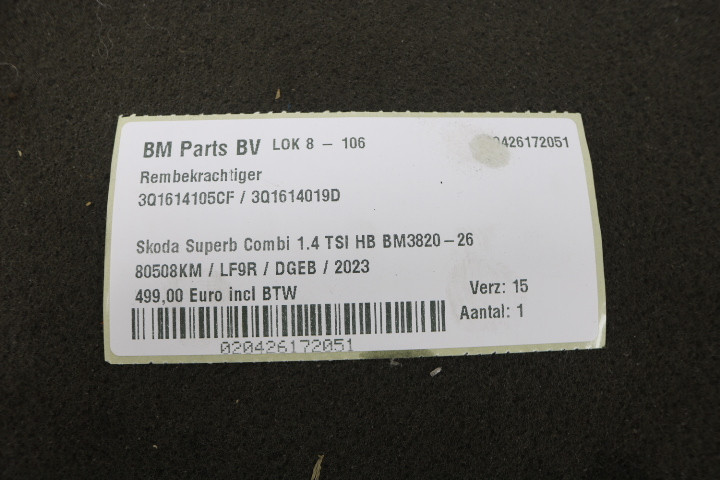 BM Parts BV LOK 8 - 106
Rembekrachtiger
3Q1614105CF / 3Q1614019D
Skoda Superb Combi 1.4 TSI HB BM3820-26
80508KM / LF9R / DGEB / 2023
499,00 Euro incl BTW
Verz: 15
Aantal: 1
020426172051